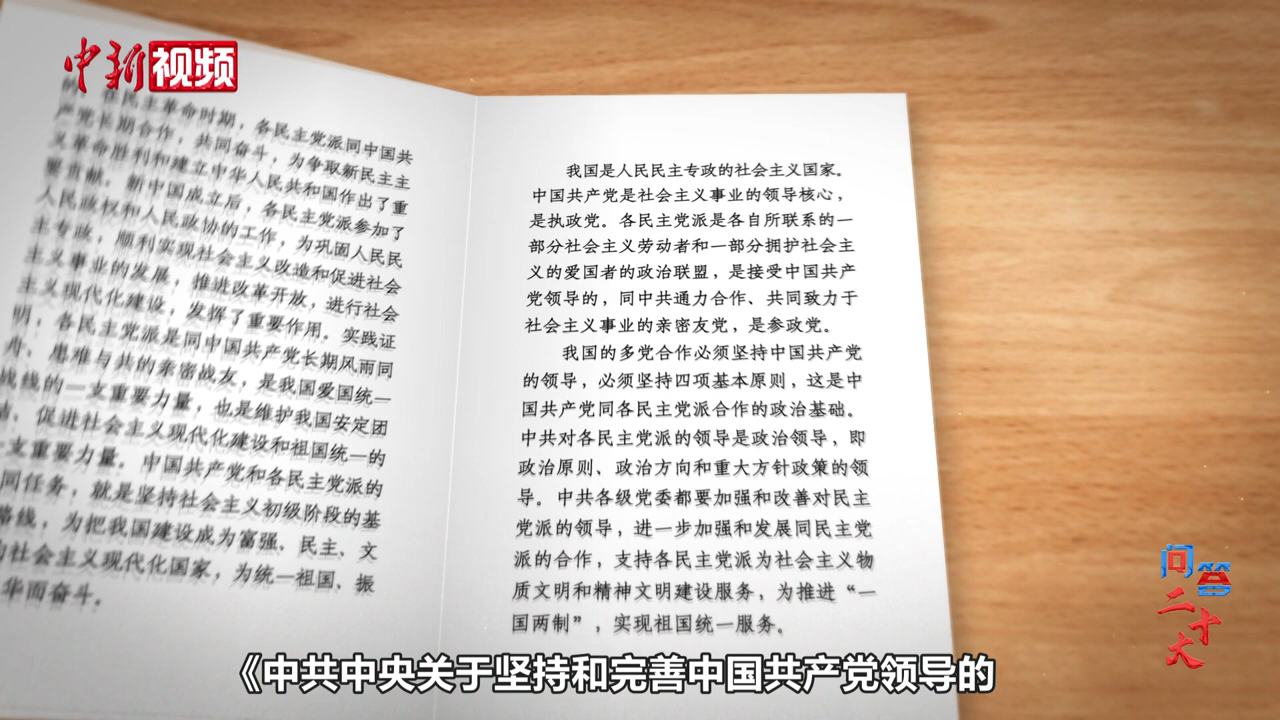 中新视频
的。在民主革命时期，各民主党派同中国共
产党长期合作，共同奋斗，为争取新民主主
义革命胜利和建立中华人民共和国作出了重
要贡献。新中国成立后，各民主党派参加了
人民政权和人民政协的工作，为巩固人民民
主专政，顺利实现社会主义改造和促进社会
主义事业的发展；推进改革开放，进行社会
主义现代化建设，发挥了重要作用。实践证
明：各民主党派是同中国共产党长期风雨同
舟、患难与共的亲密战友，是我国爱国统一
战线的一支重要力量，也是维护我国安定团
结、促进社会主义现代化建设和祖国统一的
一支重要力量。中国共产党和各民主党派的
同任务，就是坚持社会主义初级阶段的基
路线，为把我国建设成为富强、民主、文
的社会主义现代化国家，为统一祖国、振
华而奋斗。
我国是人民民主专政的社会主义国家。
中国共产党是社会主义事业的领导核心，
是执政党。各民主党派是各自所联系的一
部分社会主义劳动者和一部分拥护社会主
义的爱国者的政治联盟，是接受中国共产
党领导的，同中共通力合作、共同致力于
社会主义事业的亲密友党，是参政党。
我国的多党合作必须坚持中国共产党
的领导，必须坚持四项基本原则，这是中
国共产党同各民主党派合作的政治基础。
中共对各民主党派的领导是政治领导，即
政治原则、政治方向和重大方针政策的领
导。中共各级党委都要加强和改善对民主
党派的领导，进一步加强和发展同民主党
派的合作，支持各民主党派为社会主义物
质文明和精神文明建设服务，为推进“一
国两制”，实现祖国统一服务。
问答
二十大
《中共中央关于坚持和完善中国共产党领导的